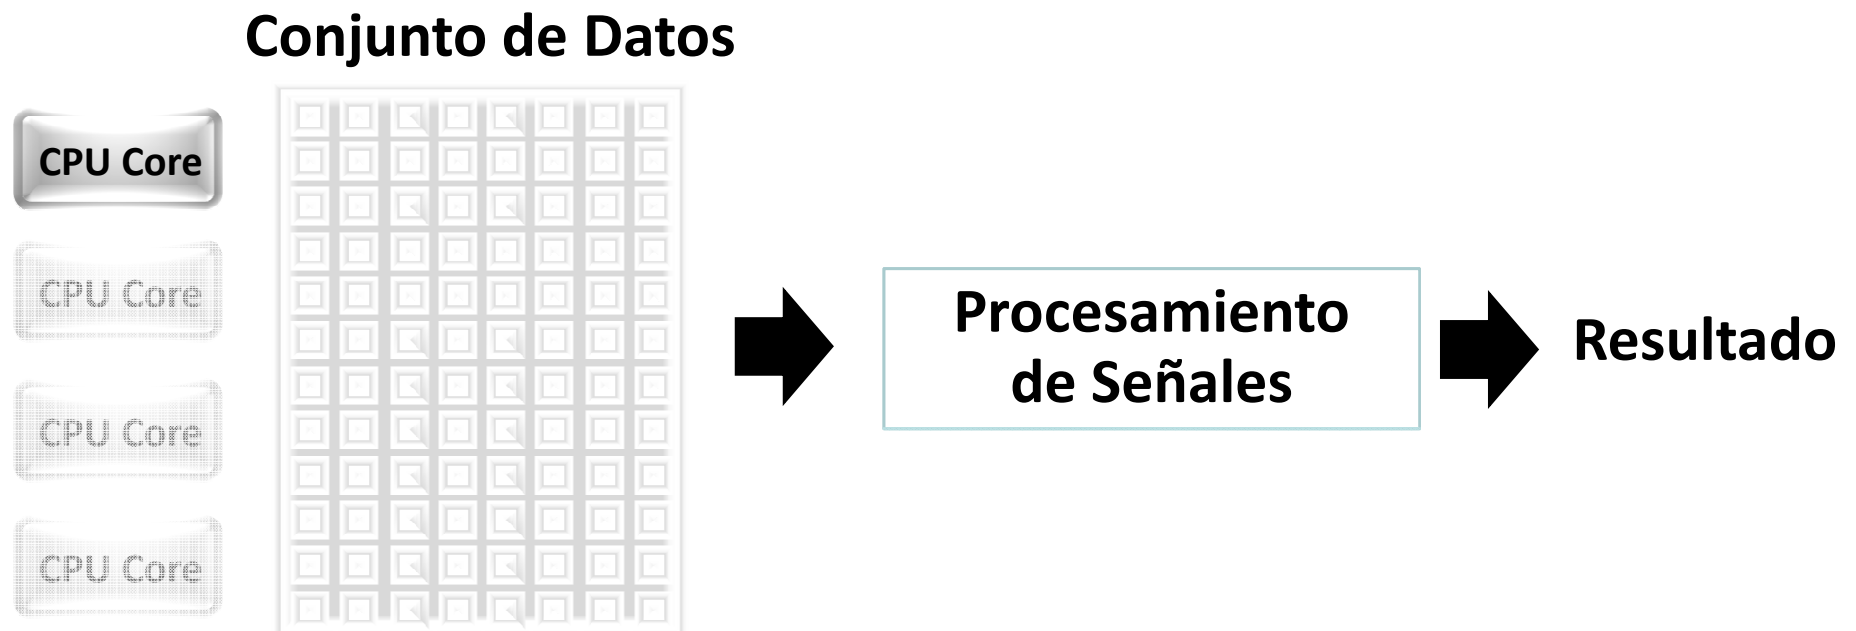 Conjunto de Datos
CPU Core
CPU Core
CPU Core
CPU Core
Procesamiento
de Señales
Resultado